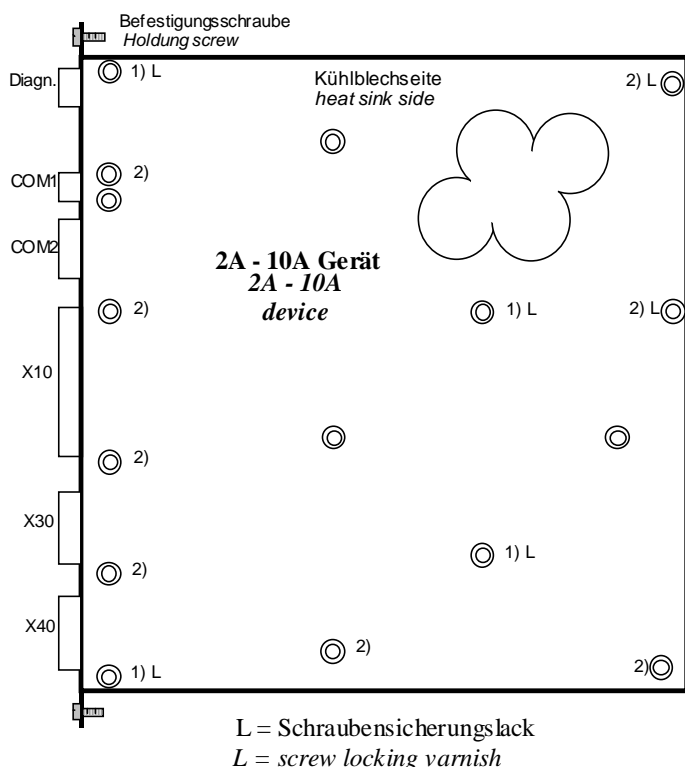 Befestigungsschraube
Holdung screw
Diagn.
1) L
Kühlblechseite
heat sink side
2) L
COM1
2)
COM2
2A - 10A Gerät
2A - 10A
device
2)
1) L
2) L
X10
2)
X30
1) L
2)
X40
2)
2)
1) L
L = Schraubensicherungslack
L = screw locking varnish